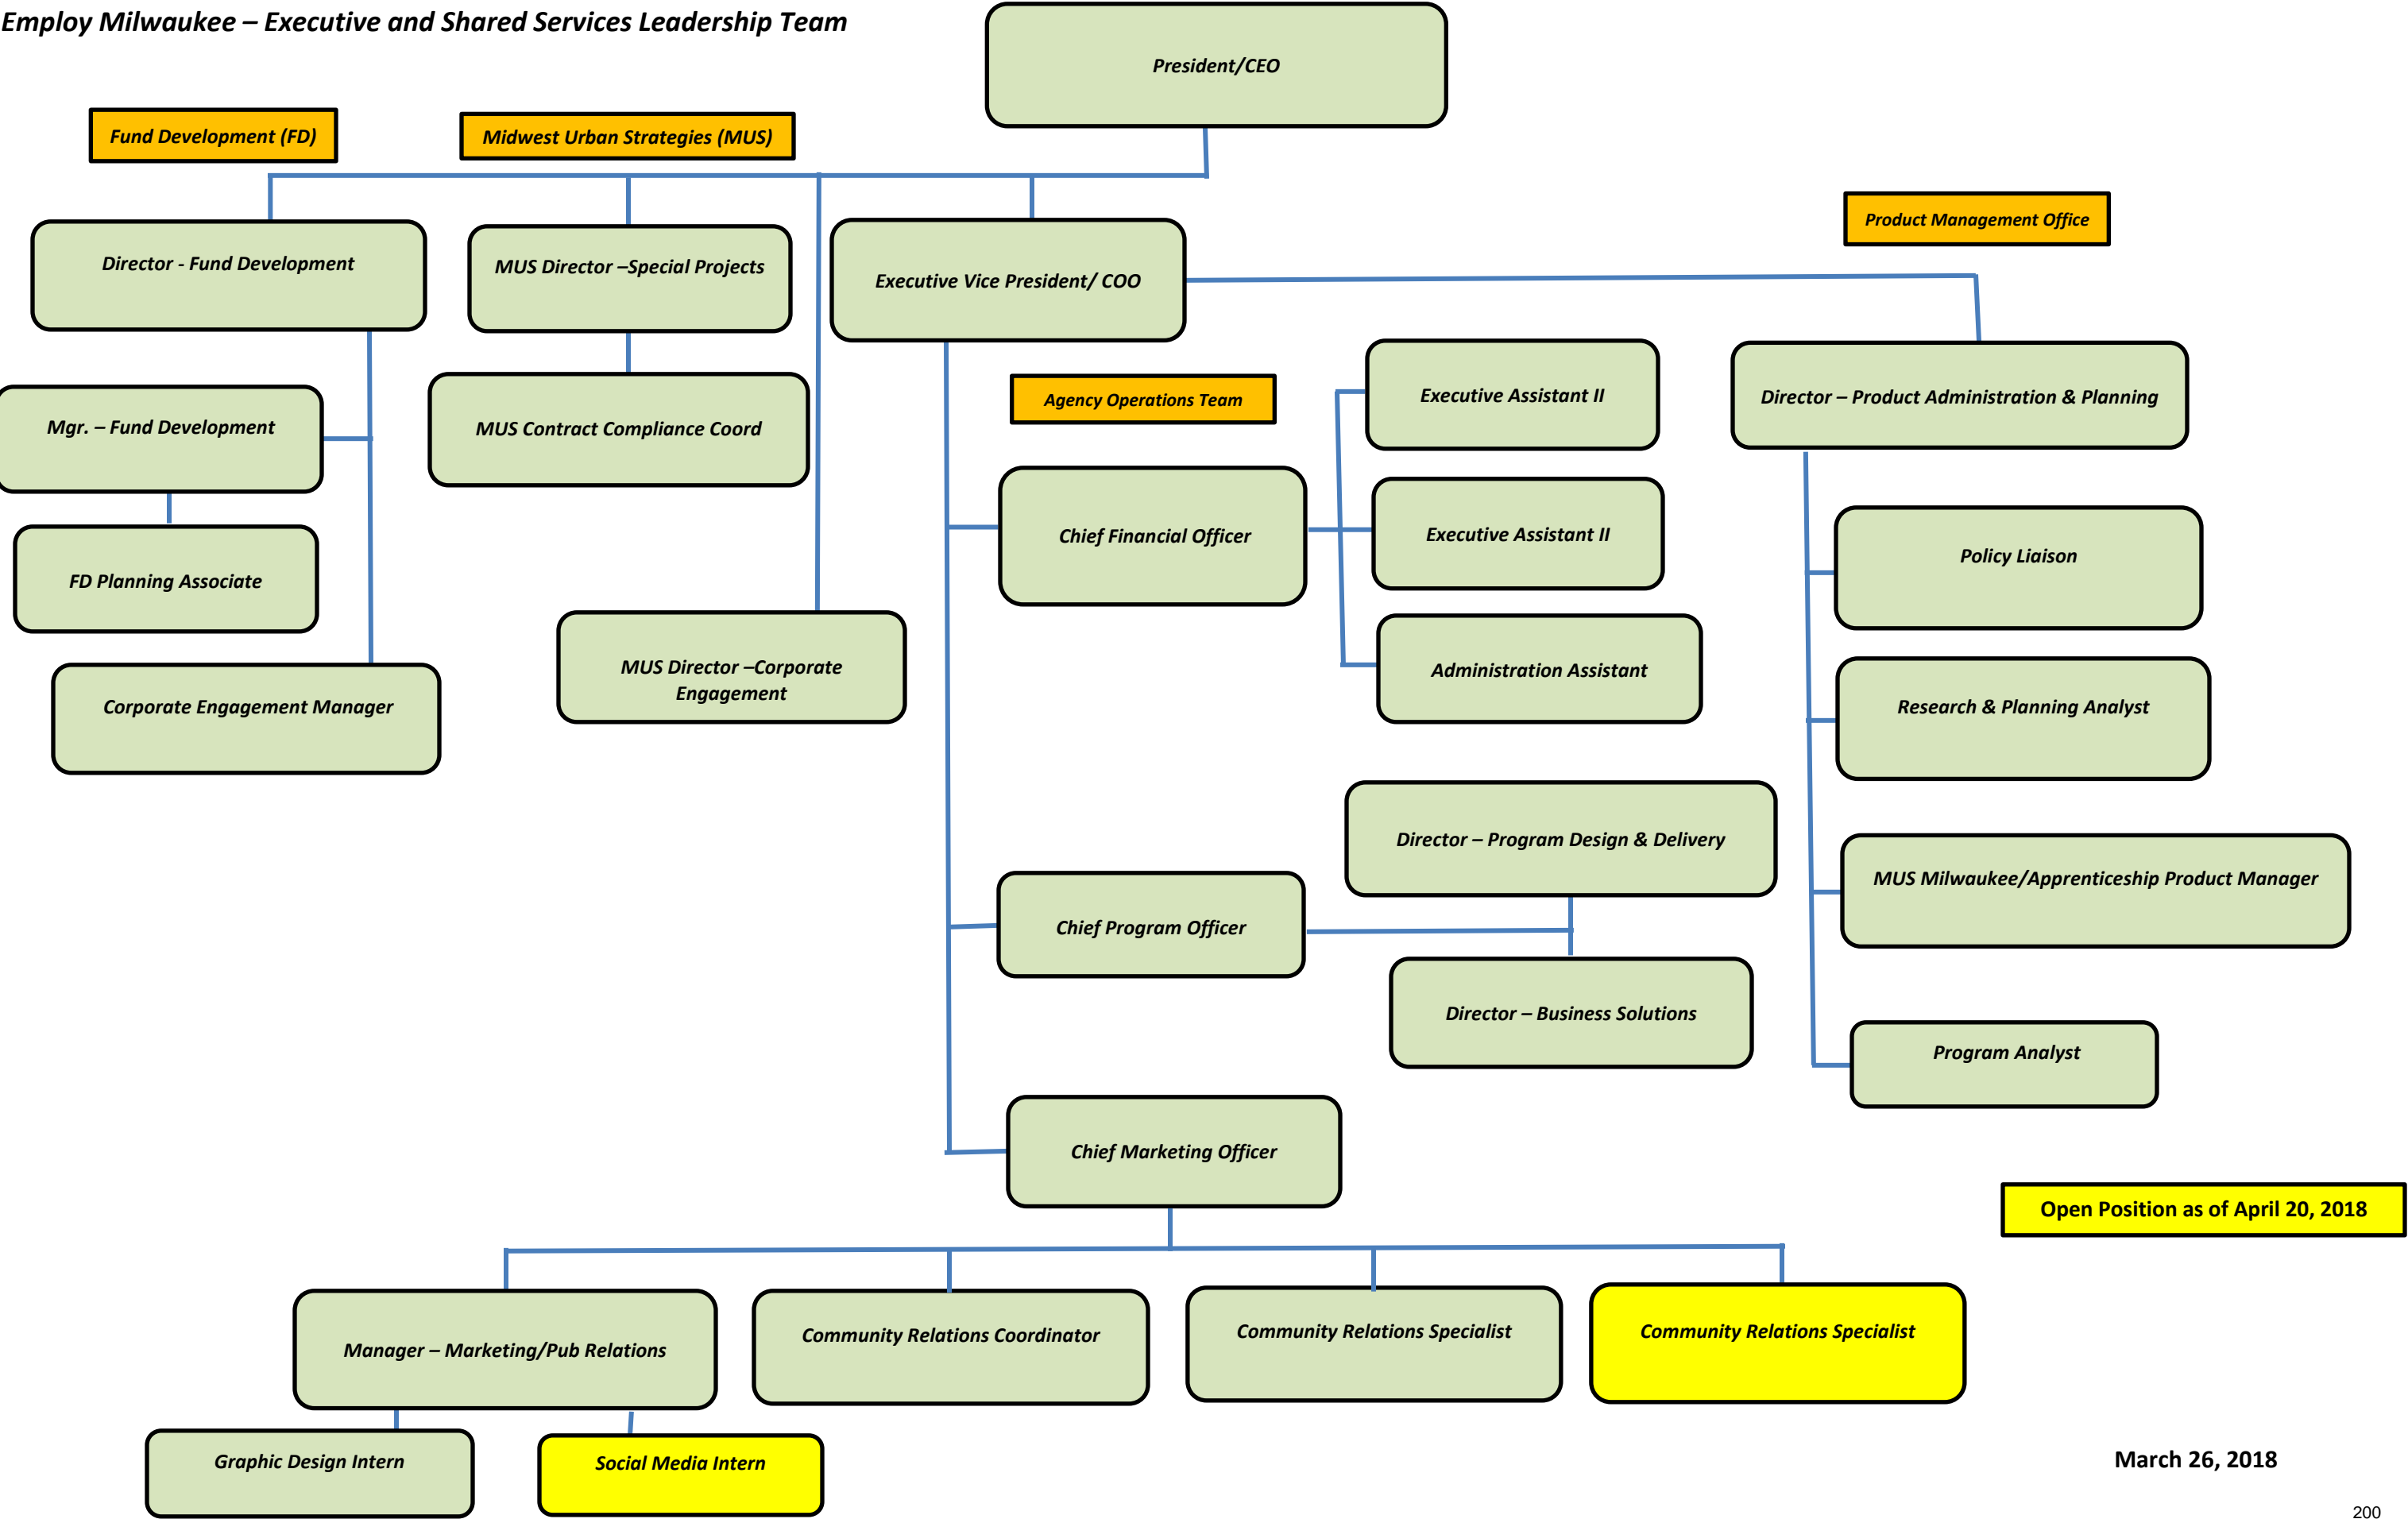 Employ Milwaukee – Executive and Shared Services Leadership Team
President/CEO
Fund Development (FD)
Midwest Urban Strategies (MUS)
Product Management Office
Director - Fund Development
MUS Director –Special Projects
Executive Vice President/ COO
Agency Operations Team
Executive Assistant II
Director – Product Administration & Planning
Mgr. – Fund Development
MUS Contract Compliance Coord
Chief Financial Officer
Executive Assistant II
Policy Liaison
FD Planning Associate
MUS Director –Corporate
Engagement
Administration Assistant
Corporate Engagement Manager
Research & Planning Analyst
Director – Program Design & Delivery
MUS Milwaukee/Apprenticeship Product Manager
Chief Program Officer
Director – Business Solutions
Program Analyst
Chief Marketing Officer
Open Position as of April 20, 2018
Manager – Marketing/Pub Relations
Community Relations Coordinator
Community Relations Specialist
Community Relations Specialist
Graphic Design Intern
Social Media Intern
March 26, 2018
200